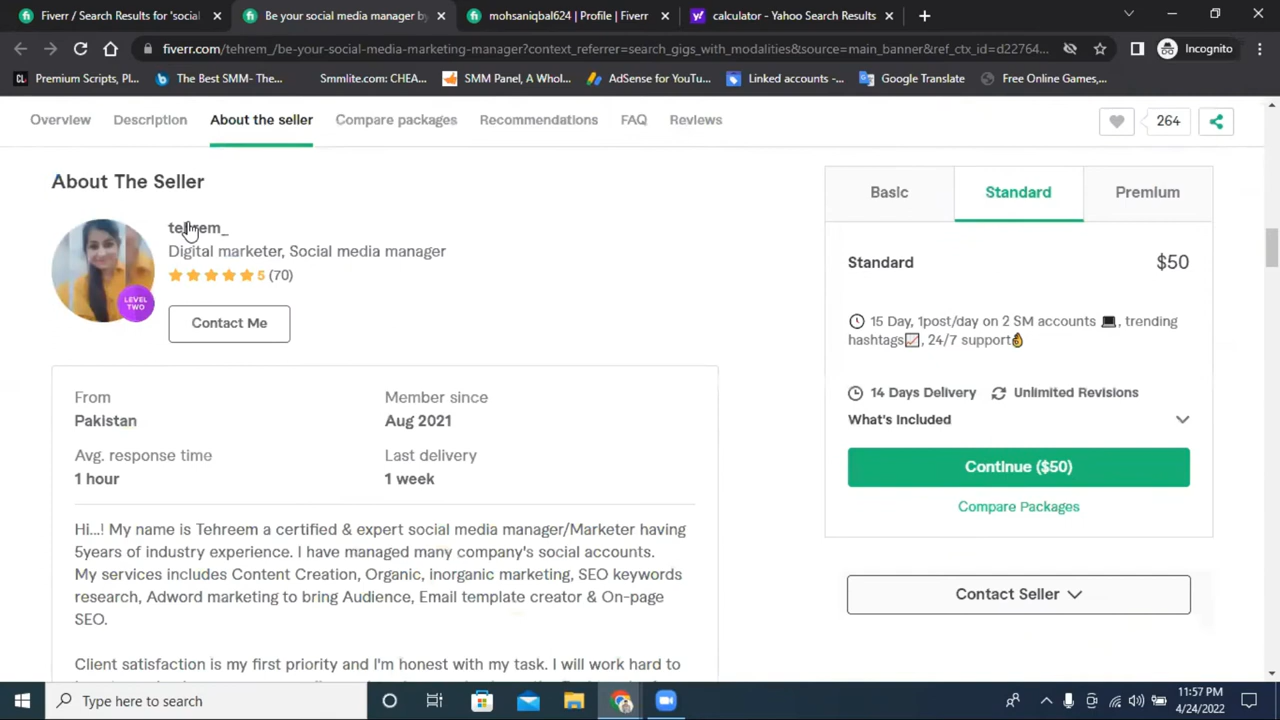 Fiverr / Search Results for 'social
Be your social media manager by
mohsaniqbal624 | Profile | Fiverr
calculator - Yahoo Search Results
fiverr.com/tehrem_/be-your-social-media-marketing-manager?context_referrer=search_gigs_with_modalities&source=main_banner&ref_ctx_id=d22764...
Incognito
Premium Scripts, Pl...
The Best SMM- The...
Smmlite.com: CHEA...
SMM Panel, A Whol...
AdSense for YouTu...
Linked accounts -...
Google Translate
Free Online Games,...
Overview
Description
About the seller
Compare packages
Recommendations
FAQ
Reviews
264
About The Seller
tehrem_
Digital marketer, Social media manager
5 (70)
LEVEL
TWO
Contact Me
From
Pakistan
Member since
Aug 2021
Avg. response time
1 hour
Last delivery
1 week
Hi...! My name is Tehreem a certified & expert social media manager/Marketer having
5years of industry experience. I have managed many company's social accounts.
My services includes Content Creation, Organic, inorganic marketing, SEO keywords
research, Adword marketing to bring Audience, Email template creator & On-page
SEO.
Client satisfaction is my first priority and I'm honest with my task. I will work hard to
Basic
Standard
Premium
Standard
$50
15 Day, 1post/day on 2 SM accounts 💻, trending
hashtags📈, 24/7 support👌
14 Days Delivery
Unlimited Revisions
What's Included
Continue ($50)
Compare Packages
Contact Seller
Type here to search
11:57 PM
4/24/2022